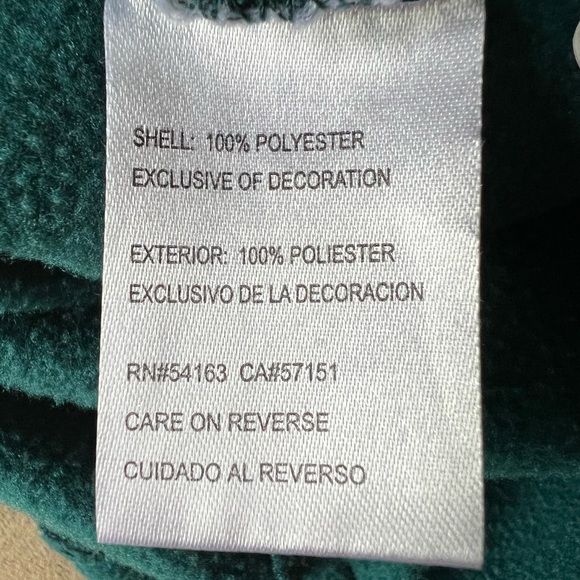 SHELL: 100% POLYESTER
EXCLUSIVE OF DECORATION
EXTERIOR: 100% POLIESTER
EXCLUSIVO DE LA DECORACION
RN#54163 CA#57151
CARE ON REVERSE
CUIDADO AL REVERSO